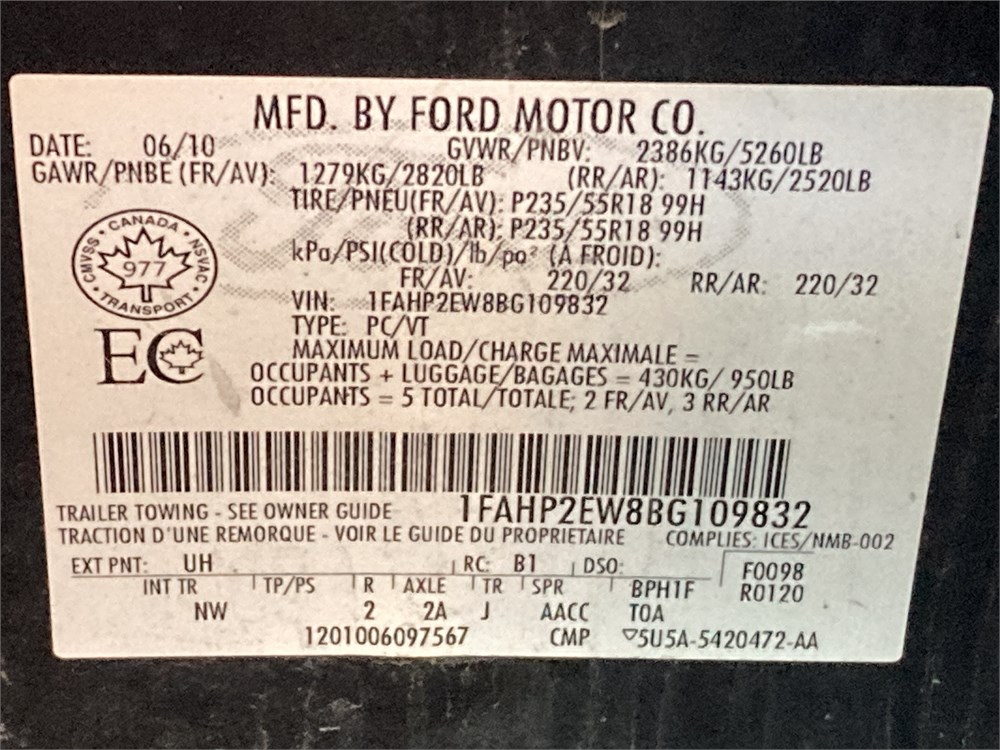 MFD. BY FORD MOTOR CO.
DATE: 06/10 GVWR/PNBV: 2386KG/5260LB
GAWR/PNBE (FR/AV): 1279KG/2820LB (RR/AR): 1143KG/2520LB
TIRE/PNEU(FR/AV): P235/55R18 99H
(RR/AR): P235/55R18 99H
kPa/PSI(COLD)/lb/po² (A FROID):
FR/AV: 220/32 RR/AR: 220/32
CANADA
CMVSS 977 NSVAC
TRANSPORT
VIN: 1FAHP2EW8BG109832
TYPE: PC/VT
EC
MAXIMUM LOAD/CHARGE MAXIMALE =
OCCUPANTS + LUGGAGE/BAGAGES = 430KG/ 950LB
OCCUPANTS = 5 TOTAL/TOTALE; 2 FR/AV, 3 RR/AR
1FAHP2EW8BG109832
TRAILER TOWING - SEE OWNER GUIDE
TRACTION D'UNE REMORQUE - VOIR LE GUIDE DU PROPRIETAIRE COMPLIES: ICES/NMB-002
EXT PNT: UH RC: B1 DSO: F0098
INT TR TP/PS R AXLE TR SPR BPH1F R0120
NW 2 2A J AACC TOA
1201006097567 CMP ▽5U5A-5420472-AA